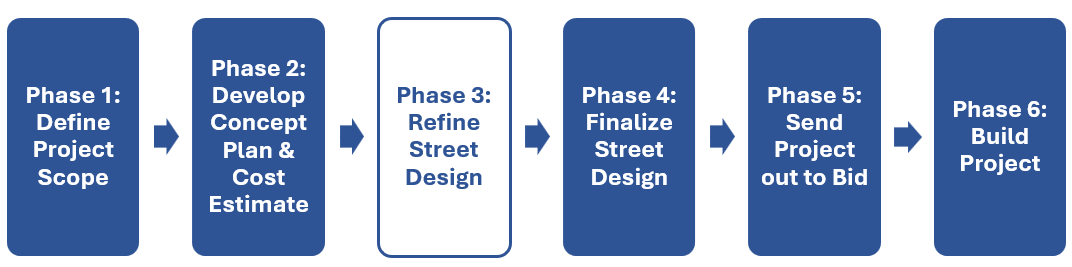 Phase 1:
Define
Project
Scope
Phase 2:
Develop
Concept
Plan &
Cost
Estimate
Phase 3:
Refine
Street
Design
Phase 4:
Finalize
Street
Design
Phase 5:
Send
Project
out to Bid
Phase 6:
Build
Project